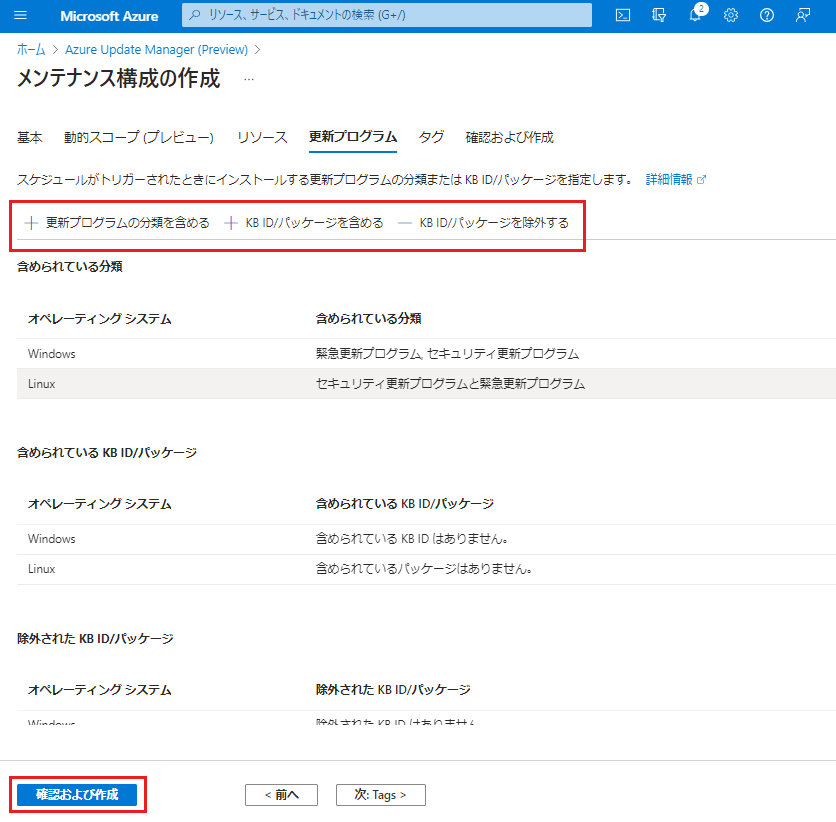 Microsoft Azure
リソース、サービス、ドキュメントの検索 (G+/)
2
ホーム > Azure Update Manager (Preview) >
メンテナンス構成の作成 ...
基本 動的スコープ (プレビュー) リソース 更新プログラム タグ 確認および作成
スケジュールがトリガーされたときにインストールする更新プログラムの分類または KB ID/パッケージを指定します。 詳細情報
+ 更新プログラムの分類を含める + KB ID/パッケージを含める — KB ID/パッケージを除外する
含められている分類
オペレーティング システム 含められている分類
Windows 緊急更新プログラム, セキュリティ更新プログラム
Linux セキュリティ更新プログラムと緊急更新プログラム
含められている KB ID/パッケージ
オペレーティング システム 含められている KB ID/パッケージ
Windows 含められている KB ID はありません。
Linux 含められているパッケージはありません。
除外された KB ID/パッケージ
オペレーティング システム 除外された KB ID/パッケージ
Windows 除外された KB ID はありません
確認および作成 < 前へ 次: Tags >